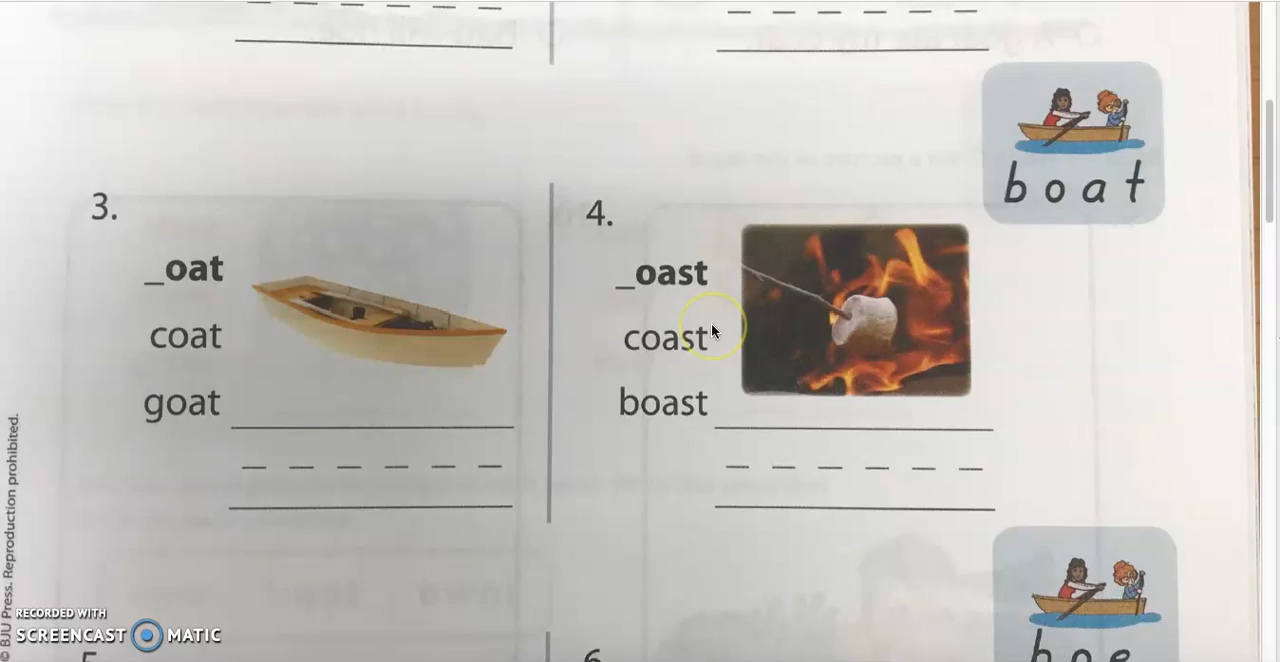 boat
3.
_oat
coat
goat
4.
_oast
coast
boast
© BJU Press. Reproduction prohibited.
RECORDED WITH
SCREENCAST MATIC